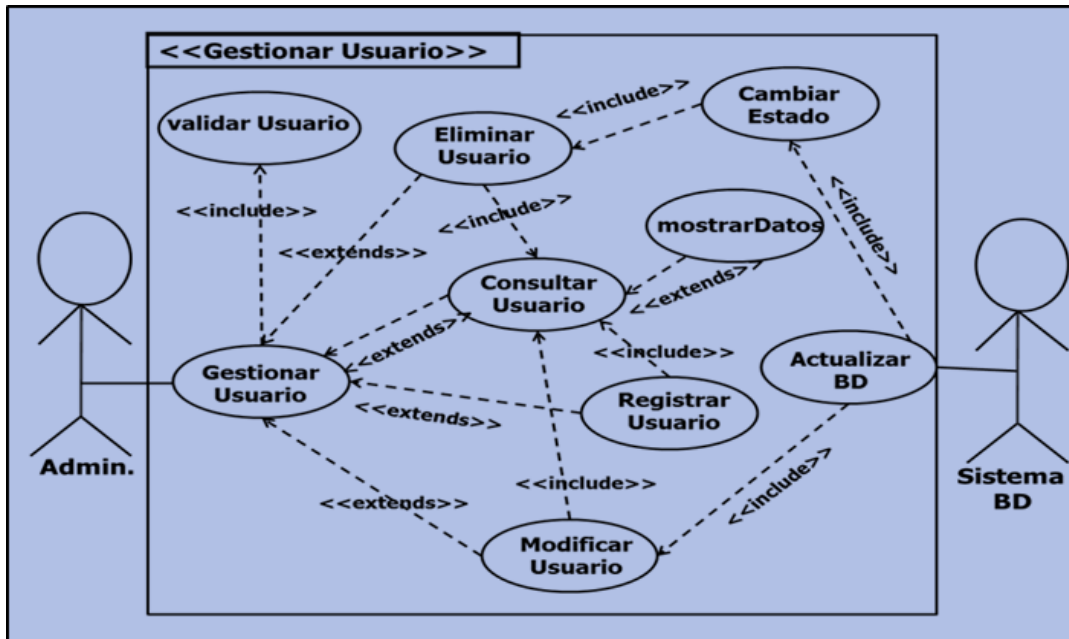 <<Gestionar Usuario>>
validar Usuario
Eliminar
Usuario
<<include>>
Cambiar
Estado
<<include>>
<<include>>
<<include>>
mostrarDatos
<<extends>>
Consultar
Usuario
<<extends>>
<<extends>>
<<include>>
Gestionar
Usuario
<<extends>>
Registrar
Usuario
Actualizar
BD
Admin.
Sistema
BD
<<extends>>
<<include>>
<<include>>
Modificar
Usuario